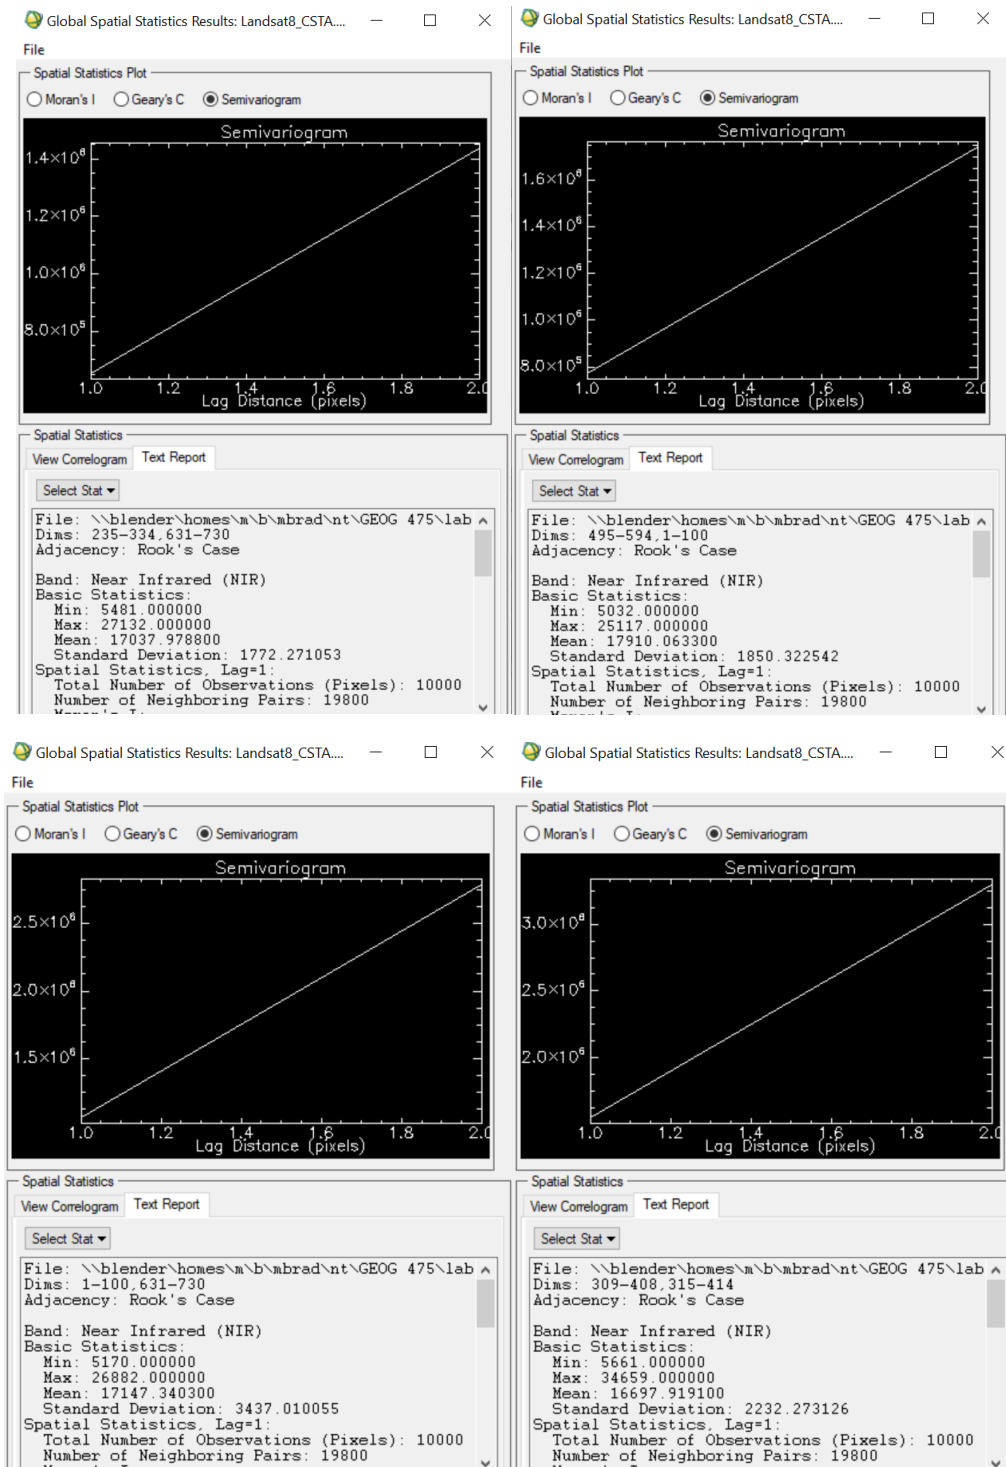 Global Spatial Statistics Results: Landsat8_CSTA....
File
Spatial Statistics Plot
Moran's I Geary's C Semivariogram
Semivariogram
1.4×10⁶
1.2×10⁶
1.0×10⁶
8.0×10⁵
1.0 1.2 1.4 1.6 1.8 2.0
Lag Distance (pixels)
Spatial Statistics
View Correlogram Text Report
Select Stat
File: \\blender\homes\m\b\mbrad\nt\GEOG 475\lab
Dims: 235-334,631-730
Adjacency: Rook's Case
Band: Near Infrared (NIR)
Basic Statistics:
Min: 5481.000000
Max: 27132.000000
Mean: 17037.978800
Standard Deviation: 1772.271053
Spatial Statistics, Lag=1:
Total Number of Observations (Pixels): 10000
Number of Neighboring Pairs: 19800
Global Spatial Statistics Results: Landsat8_CSTA....
File
Spatial Statistics Plot
Moran's I Geary's C Semivariogram
Semivariogram
1.6×10⁶
1.4×10⁶
1.2×10⁶
1.0×10⁶
8.0×10⁵
1.0 1.2 1.4 1.6 1.8 2.0
Lag Distance (pixels)
Spatial Statistics
View Correlogram Text Report
Select Stat
File: \\blender\homes\m\b\mbrad\nt\GEOG 475\lab
Dims: 495-594,1-100
Adjacency: Rook's Case
Band: Near Infrared (NIR)
Basic Statistics:
Min: 5032.000000
Max: 25117.000000
Mean: 17910.063300
Standard Deviation: 1850.322542
Spatial Statistics, Lag=1:
Total Number of Observations (Pixels): 10000
Number of Neighboring Pairs: 19800
Global Spatial Statistics Results: Landsat8_CSTA....
File
Spatial Statistics Plot
Moran's I Geary's C Semivariogram
Semivariogram
2.5×10⁶
2.0×10⁶
1.5×10⁶
1.0 1.2 1.4 1.6 1.8 2.0
Lag Distance (pixels)
Spatial Statistics
View Correlogram Text Report
Select Stat
File: \\blender\homes\m\b\mbrad\nt\GEOG 475\lab
Dims: 1-100,631-730
Adjacency: Rook's Case
Band: Near Infrared (NIR)
Basic Statistics:
Min: 5170.000000
Max: 26882.000000
Mean: 17147.340300
Standard Deviation: 3437.010055
Spatial Statistics, Lag=1:
Total Number of Observations (Pixels): 10000
Number of Neighboring Pairs: 19800
Global Spatial Statistics Results: Landsat8_CSTA....
File
Spatial Statistics Plot
Moran's I Geary's C Semivariogram
Semivariogram
3.0×10⁶
2.5×10⁶
2.0×10⁶
1.0 1.2 1.4 1.6 1.8 2.0
Lag Distance (pixels)
Spatial Statistics
View Correlogram Text Report
Select Stat
File: \\blender\homes\m\b\mbrad\nt\GEOG 475\lab
Dims: 309-408,315-414
Adjacency: Rook's Case
Band: Near Infrared (NIR)
Basic Statistics:
Min: 5661.000000
Max: 34659.000000
Mean: 16697.919100
Standard Deviation: 2232.273126
Spatial Statistics, Lag=1:
Total Number of Observations (Pixels): 10000
Number of Neighboring Pairs: 19800